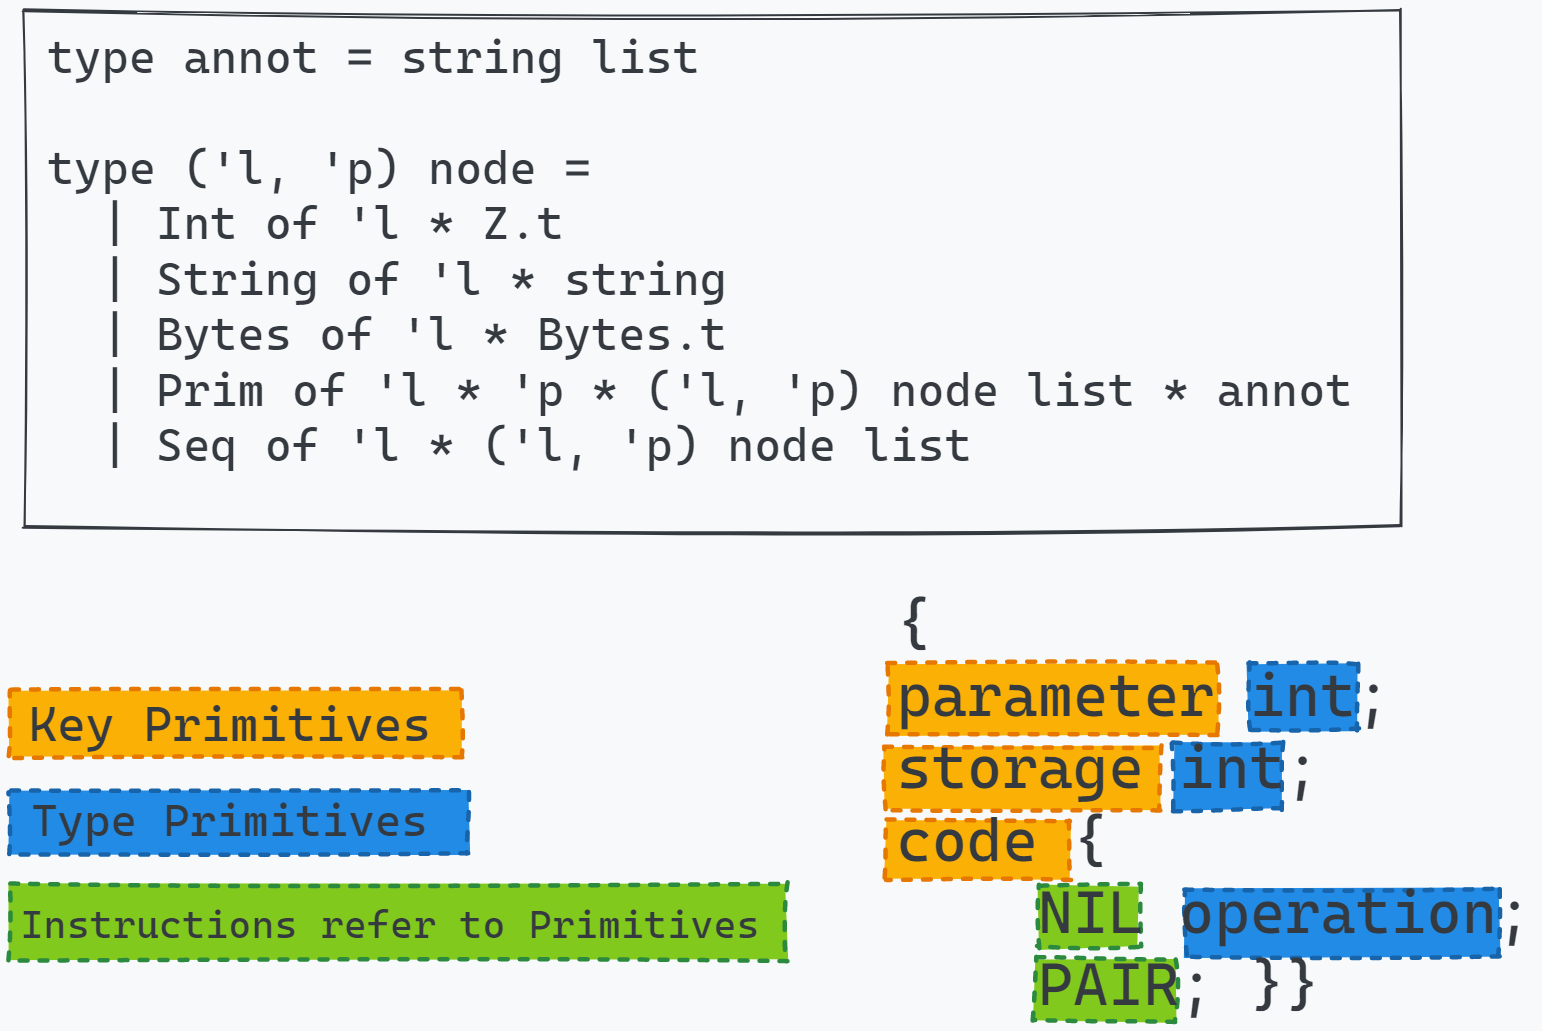 type annot = string list
type ('l, 'p) node =
| Int of 'l * Z.t
| String of 'l * string
| Bytes of 'l * Bytes.t
| Prim of 'l * 'p * ('l, 'p) node list * annot
| Seq of 'l * ('l, 'p) node list
Key Primitives
Type Primitives
Instructions refer to Primitives
{
parameter int;
storage int;
code {
NIL operation;
PAIR; }}